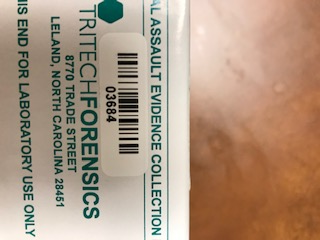 AL ASSAULT EVIDENCE COLLECTION
03684
TRITECHFORENSICS
8770 TRADE STREET
LELAND, NORTH CAROLINA 28451
IS END FOR LABORATORY USE ONLY